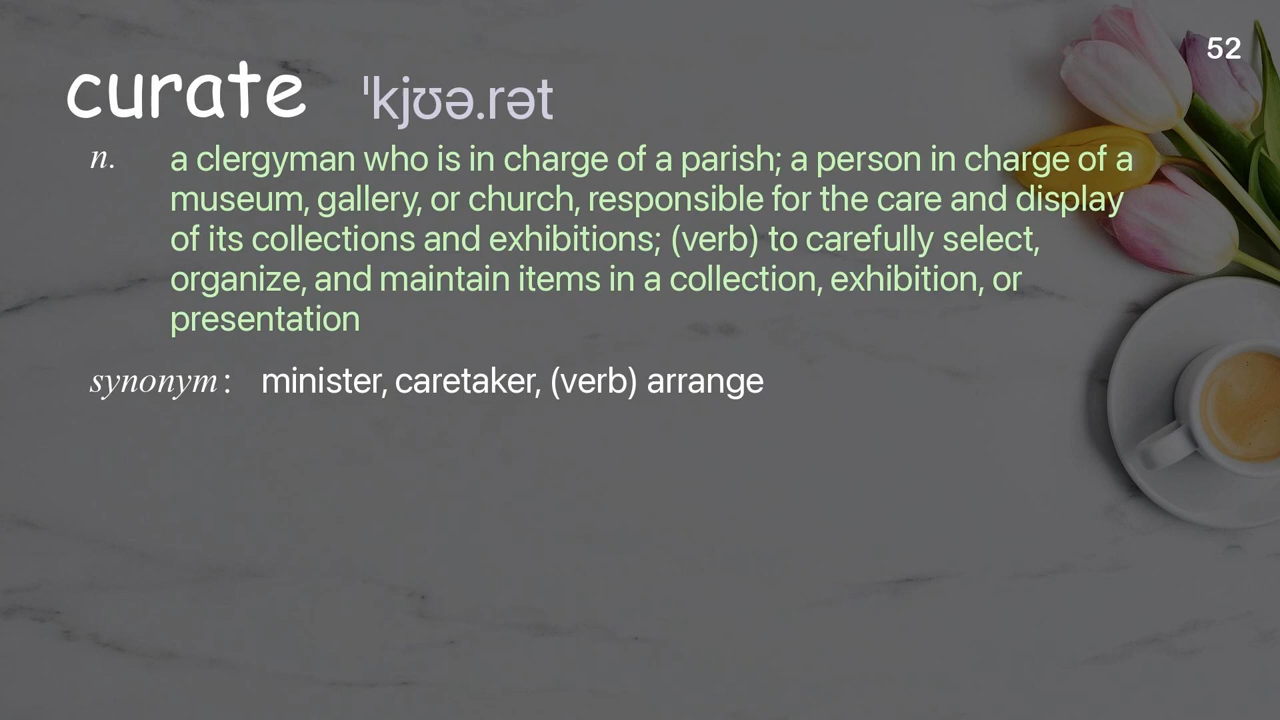 52
curate ˈkjʊə.rət
n. a clergyman who is in charge of a parish; a person in charge of a
museum, gallery, or church, responsible for the care and display
of its collections and exhibitions; (verb) to carefully select,
organize, and maintain items in a collection, exhibition, or
presentation
synonym: minister, caretaker, (verb) arrange